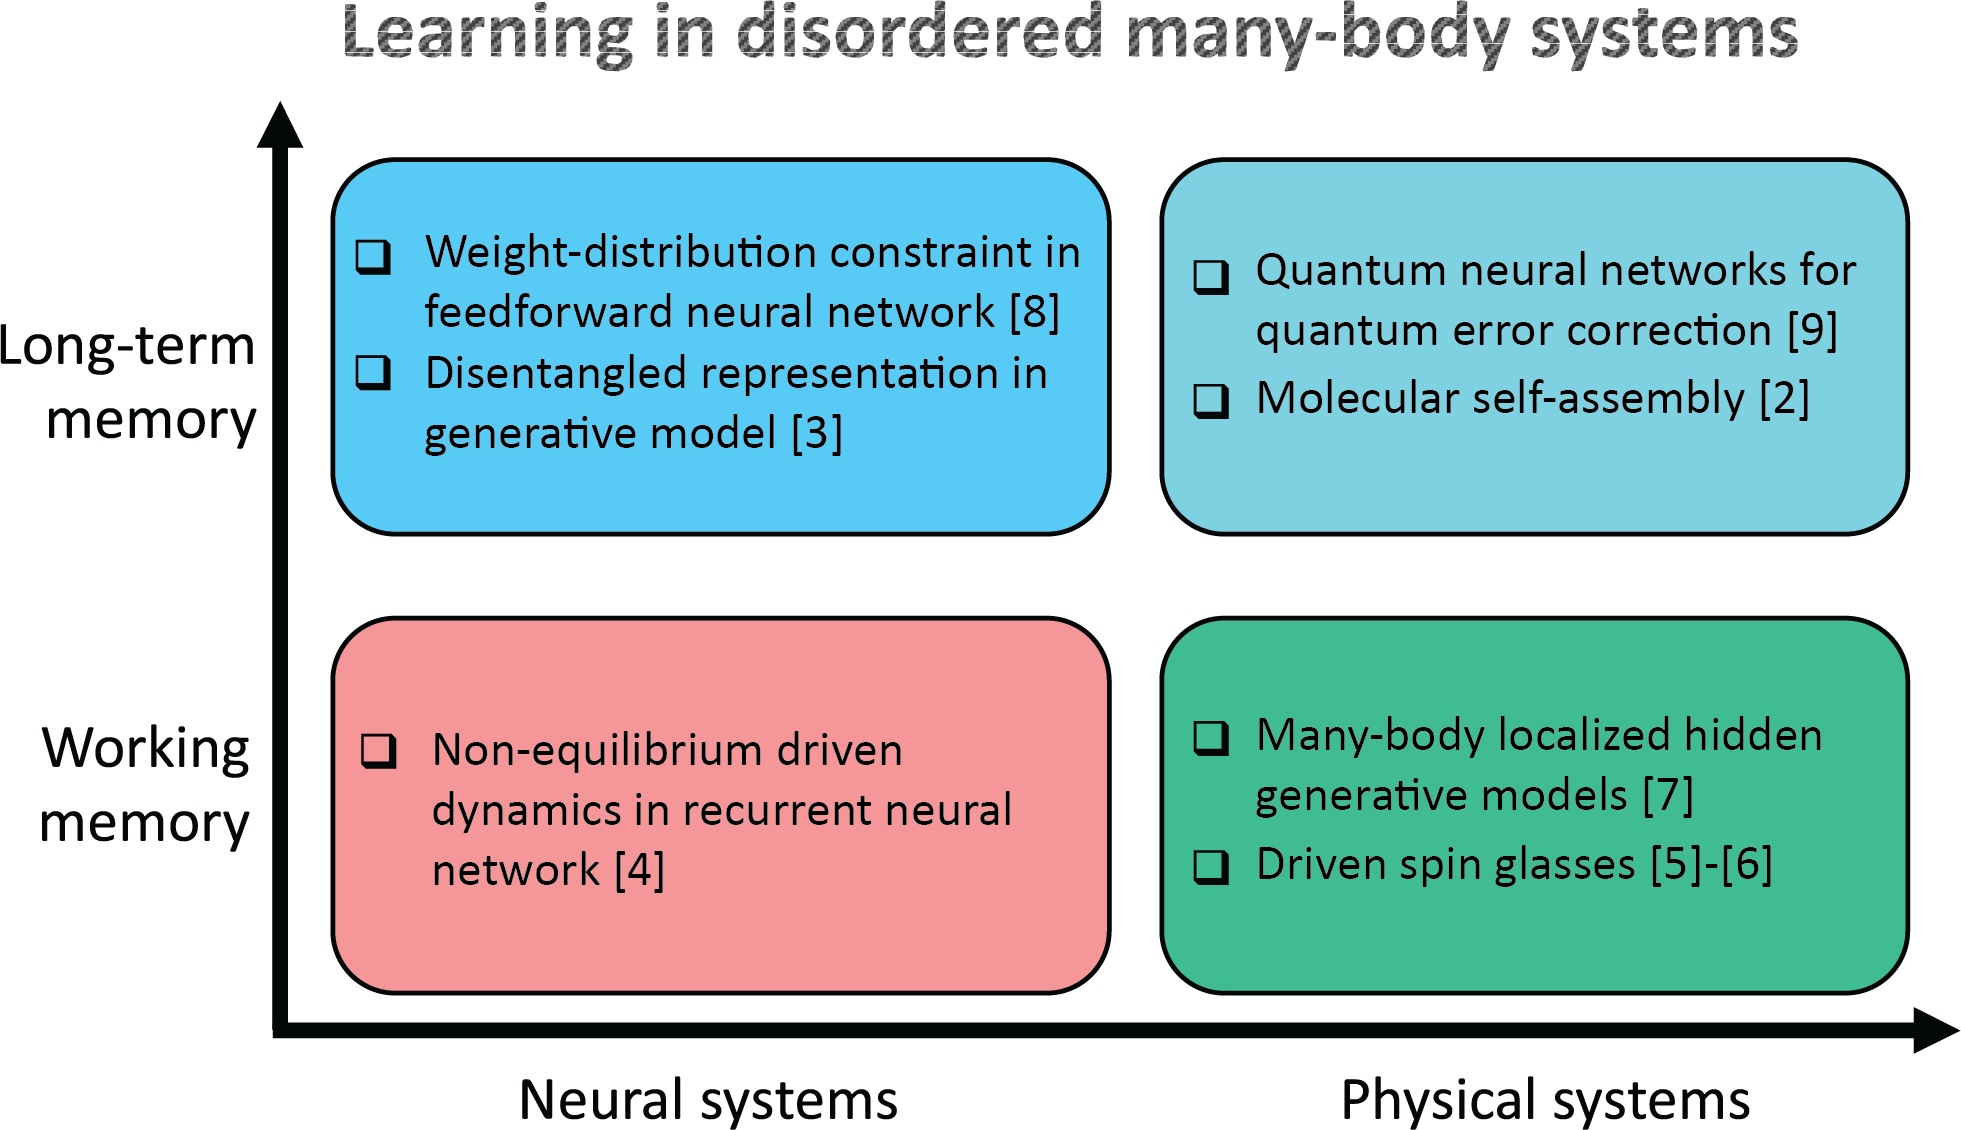 Learning in disordered many-body systems
Long-term
memory
Weight-distribution constraint in
feedforward neural network [8]
Disentangled representation in
generative model [3]
Quantum neural networks for
quantum error correction [9]
Molecular self-assembly [2]
Working
memory
Non-equilibrium driven
dynamics in recurrent neural
network [4]
Many-body localized hidden
generative models [7]
Driven spin glasses [5]-[6]
Neural systems
Physical systems